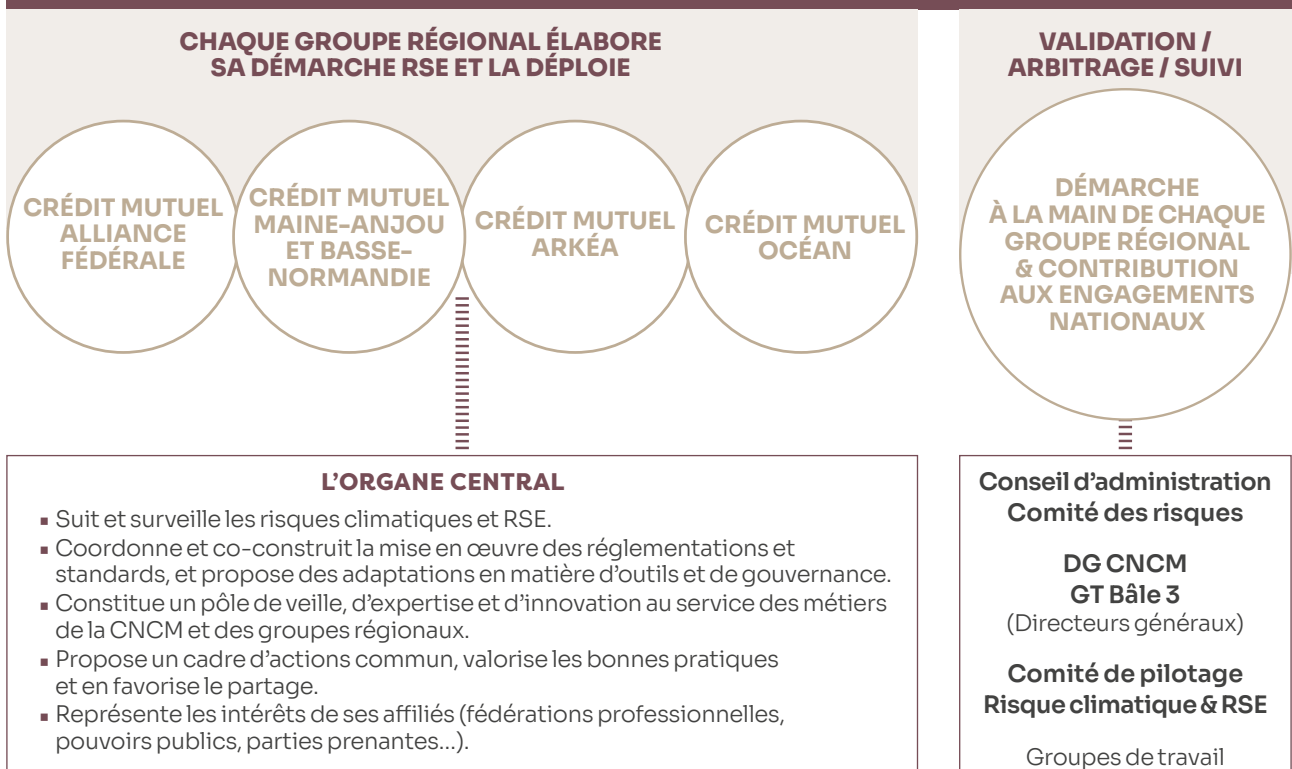 CHAQUE GROUPE RÉGIONAL ÉLABORE
SA DÉMARCHE RSE ET LA DÉPLOIE
CRÉDIT MUTUEL
ALLIANCE
FÉDÉRALE
CRÉDIT MUTUEL
MAINE-ANJOU
ET BASSE-
NORMANDIE
CRÉDIT MUTUEL
ARKÉA
CRÉDIT MUTUEL
OCÉAN
VALIDATION /
ARBITRAGE / SUIVI
DÉMARCHE
À LA MAIN DE CHAQUE
GROUPE RÉGIONAL
& CONTRIBUTION
AUX ENGAGEMENTS
NATIONAUX
L’ORGANE CENTRAL
▪ Suit et surveille les risques climatiques et RSE.
▪ Coordonne et co-construit la mise en œuvre des réglementations et
standards, et propose des adaptations en matière d’outils et de gouvernance.
▪ Constitue un pôle de veille, d’expertise et d’innovation au service des métiers
de la CNCM et des groupes régionaux.
▪ Propose un cadre d’actions commun, valorise les bonnes pratiques
et en favorise le partage.
▪ Représente les intérêts de ses affiliés (fédérations professionnelles,
pouvoirs publics, parties prenantes...).
Conseil d’administration
Comité des risques
DG CNCM
GT Bâle 3
(Directeurs généraux)
Comité de pilotage
Risque climatique & RSE
Groupes de travail